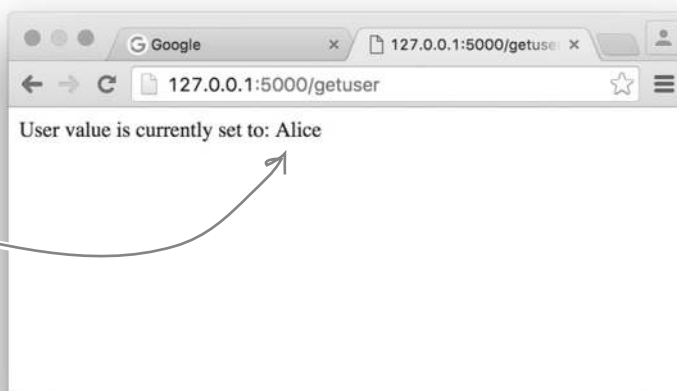 Google
127.0.0.1:5000/getuse
127.0.0.1:5000/getuser
User value is currently set to: Alice